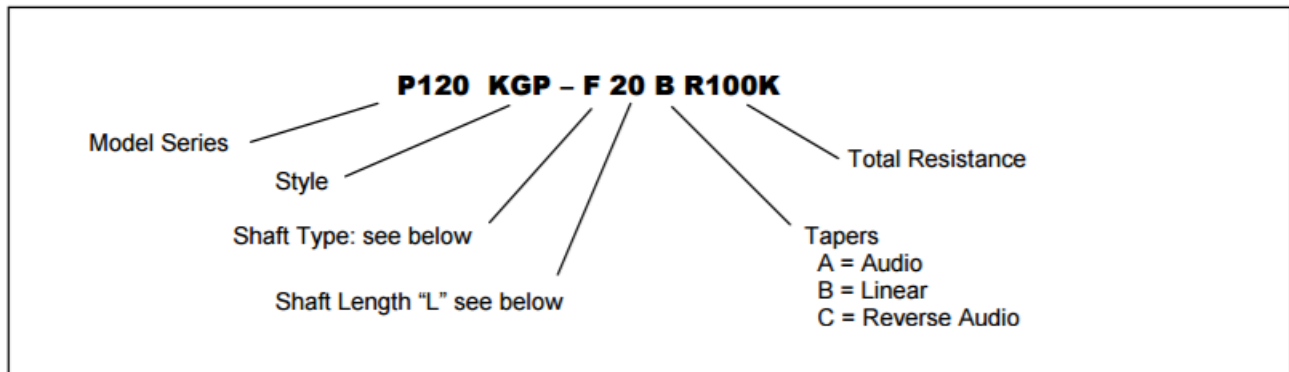 P120 KGP – F 20 B R100K
Model Series
Total Resistance
Style
Shaft Type: see below
Tapers
A = Audio
B = Linear
C = Reverse Audio
Shaft Length “L” see below